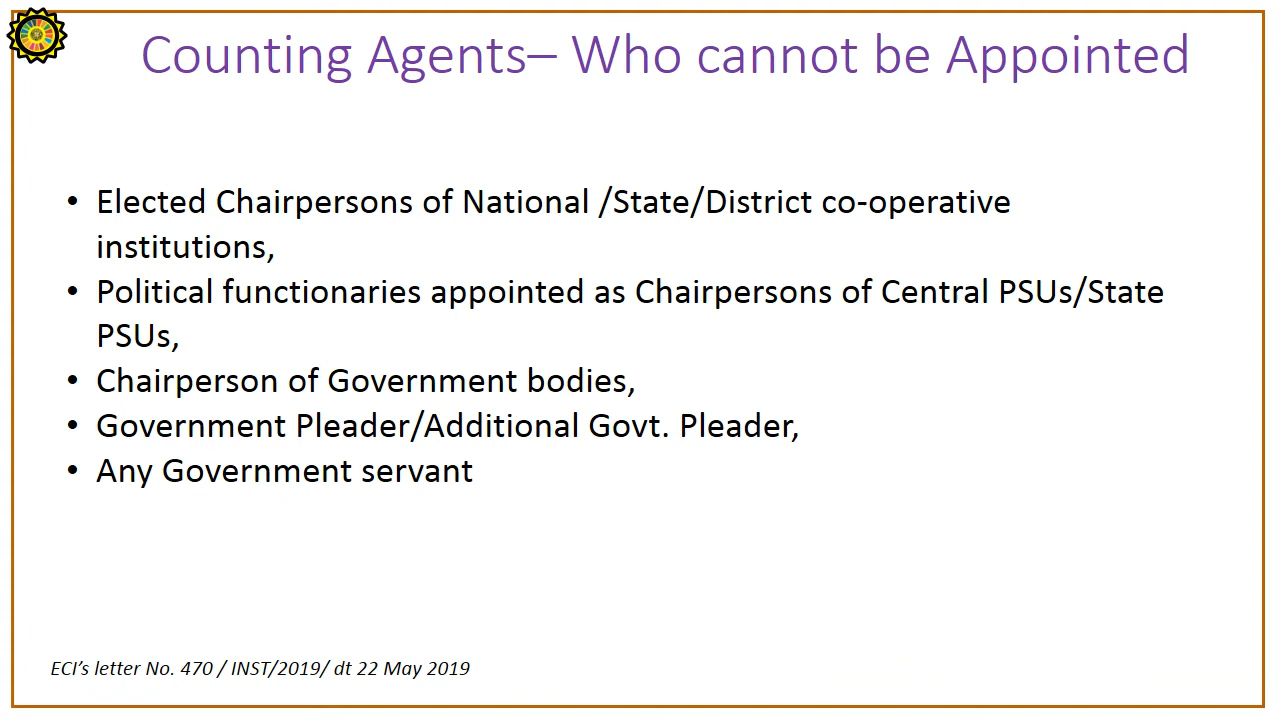 Counting Agents– Who cannot be Appointed
• Elected Chairpersons of National /State/District co-operative
institutions,
• Political functionaries appointed as Chairpersons of Central PSUs/State
PSUs,
• Chairperson of Government bodies,
• Government Pleader/Additional Govt. Pleader,
• Any Government servant
ECI’s letter No. 470 / INST/2019/ dt 22 May 2019